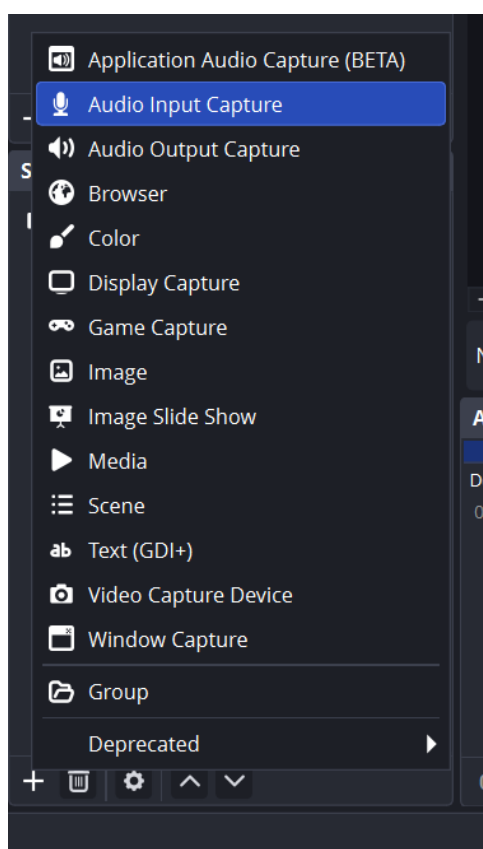 Application Audio Capture (BETA)
Audio Input Capture
Audio Output Capture
Browser
Color
Display Capture
Game Capture
Image
Image Slide Show
Media
Scene
ab Text (GDI+)
Video Capture Device
Window Capture
Group
Deprecated